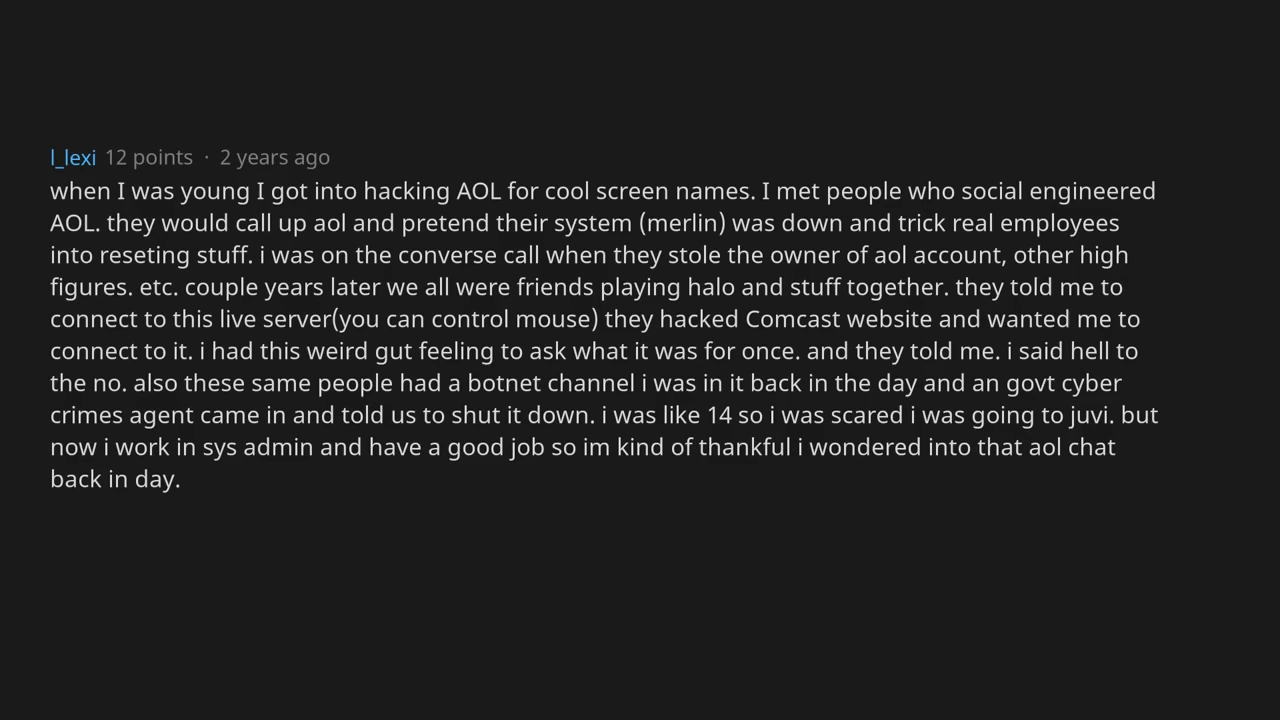 l_lexi 12 points · 2 years ago
when I was young I got into hacking AOL for cool screen names. I met people who social engineered
AOL. they would call up aol and pretend their system (merlin) was down and trick real employees
into reseting stuff. i was on the converse call when they stole the owner of aol account, other high
figures. etc. couple years later we all were friends playing halo and stuff together. they told me to
connect to this live server(you can control mouse) they hacked Comcast website and wanted me to
connect to it. i had this weird gut feeling to ask what it was for once. and they told me. i said hell to
the no. also these same people had a botnet channel i was in it back in the day and an govt cyber
crimes agent came in and told us to shut it down. i was like 14 so i was scared i was going to juvi. but
now i work in sys admin and have a good job so im kind of thankful i wondered into that aol chat
back in day.